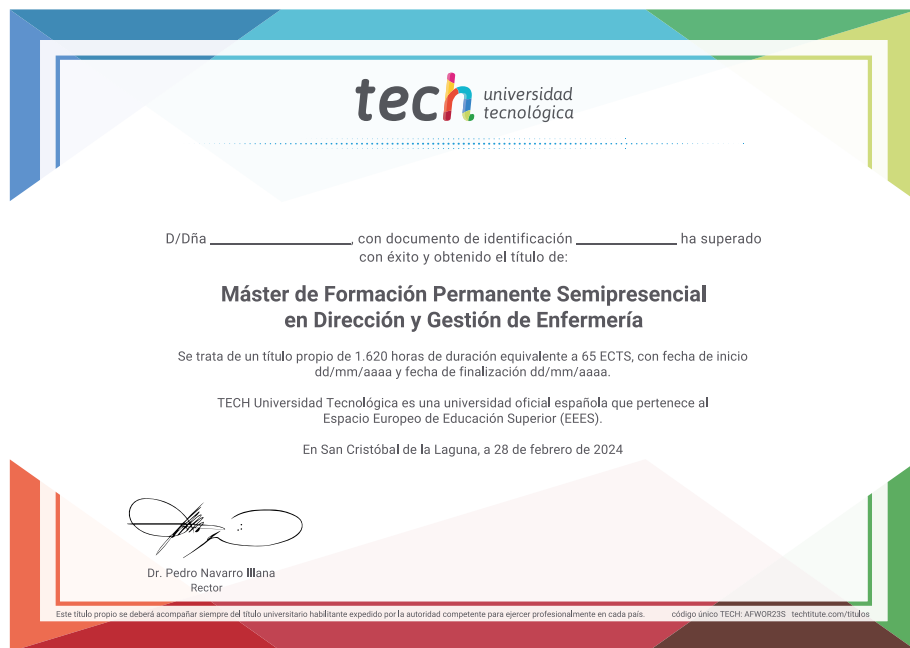 tech universidad
tecnológica
D/Dña ______________, con documento de identificación __________ ha superado
con éxito y obtenido el título de:
Máster de Formación Permanente Semipresencial
en Dirección y Gestión de Enfermería
Se trata de un título propio de 1.620 horas de duración equivalente a 65 ECTS, con fecha de inicio
dd/mm/aaaa y fecha de finalización dd/mm/aaaa.
TECH Universidad Tecnológica es una universidad oficial española que pertenece al
Espacio Europeo de Educación Superior (EEES).
En San Cristóbal de la Laguna, a 28 de febrero de 2024
Dr. Pedro Navarro Illana
Rector
Este título propio se deberá acompañar siempre del título universitario habilitante expedido por la autoridad competente para ejercer profesionalmente en cada país. código único TECH: AFWOR23S techtitute.com/titulos